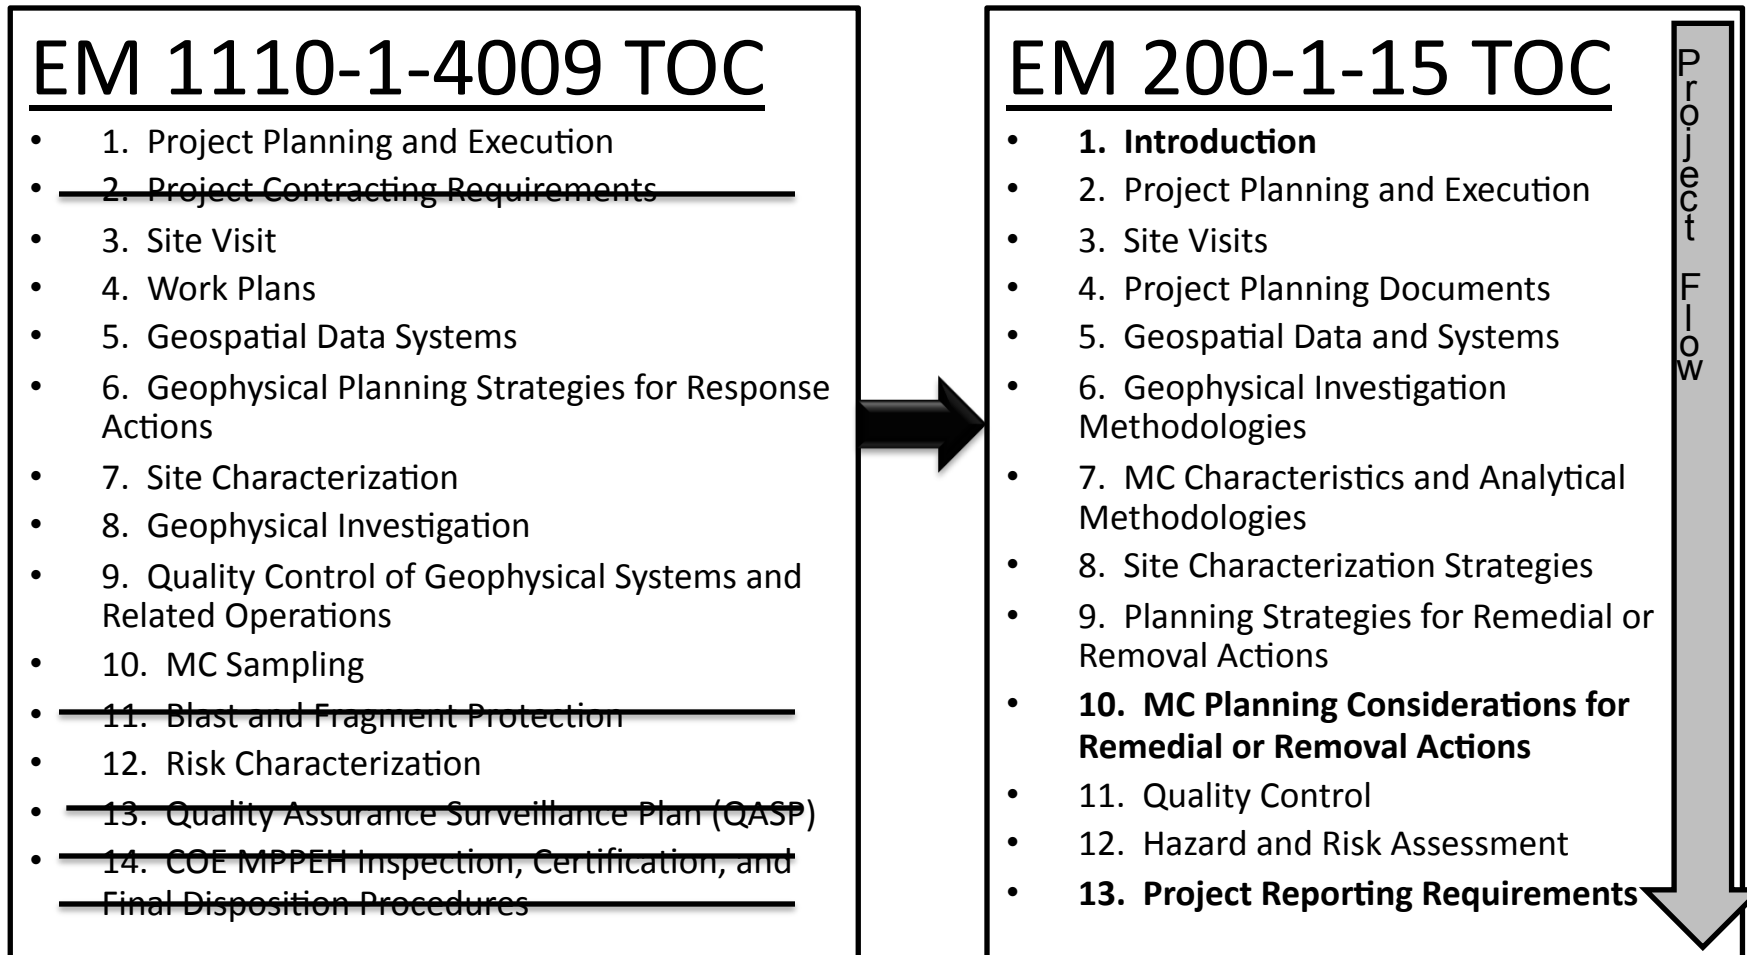 EM 1110-1-4009 TOC
• 1. Project Planning and Execution
• 2. Project Contracting Requirements
• 3. Site Visit
• 4. Work Plans
• 5. Geospatial Data Systems
• 6. Geophysical Planning Strategies for Response
Actions
• 7. Site Characterization
• 8. Geophysical Investigation
• 9. Quality Control of Geophysical Systems and
Related Operations
• 10. MC Sampling
• 11. Blast and Fragment Protection
• 12. Risk Characterization
• 13. Quality Assurance Surveillance Plan (QASP)
• 14. COE MPPEH Inspection, Certification, and
Final Disposition Procedures
EM 200-1-15 TOC
• 1. Introduction
• 2. Project Planning and Execution
• 3. Site Visits
• 4. Project Planning Documents
• 5. Geospatial Data and Systems
• 6. Geophysical Investigation
Methodologies
• 7. MC Characteristics and Analytical
Methodologies
• 8. Site Characterization Strategies
• 9. Planning Strategies for Remedial or
Removal Actions
• 10. MC Planning Considerations for
Remedial or Removal Actions
• 11. Quality Control
• 12. Hazard and Risk Assessment
• 13. Project Reporting Requirements
Project Flow